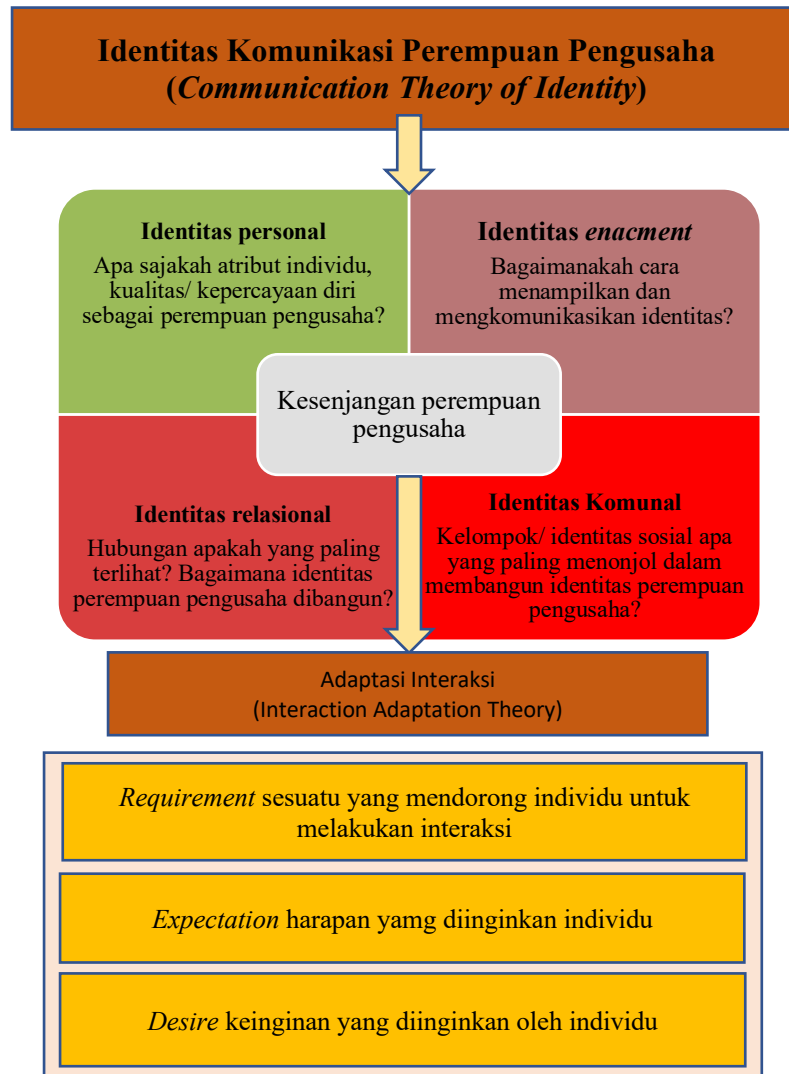 Identitas Komunikasi Perempuan Pengusaha
(Communication Theory of Identity)
Identitas personal
Apa sajakah atribut individu,
kualitas/ kepercayaan diri
sebagai perempuan pengusaha?
Identitas enacment
Bagaimanakah cara
menampilkan dan
mengkomunikasikan identitas?
Kesenjangan perempuan
pengusaha
Identitas relasional
Hubungan apakah yang paling
terlihat? Bagaimana identitas
perempuan pengusaha dibangun?
Identitas Komunal
Kelompok/ identitas sosial apa
yang paling menonjol dalam
membangun identitas perempuan
pengusaha?
Adaptasi Interaksi
(Interaction Adaptation Theory)
Requirement sesuatu yang mendorong individu untuk
melakukan interaksi
Expectation harapan yamg diinginkan individu
Desire keinginan yang diinginkan oleh individu